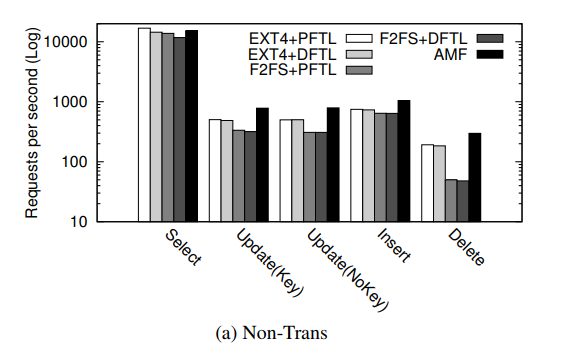 Requests per second (Log)
10000
1000
100
10
EXT4+PFTL
EXT4+DFTL
F2FS+PFTL
F2FS+DFTL
AMF
Select
Update(Key)
Update(NoKey)
Insert
Delete
(a) Non-Trans